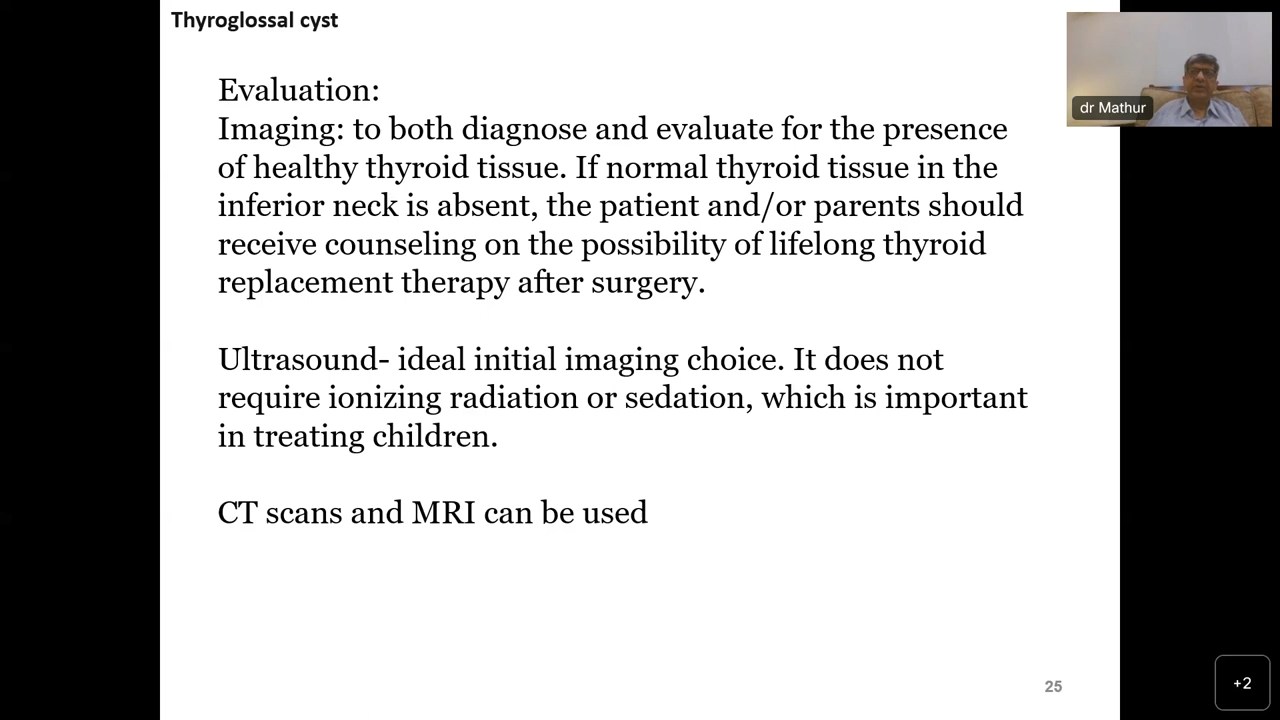 Thyroglossal cyst
Evaluation:
Imaging: to both diagnose and evaluate for the presence
of healthy thyroid tissue. If normal thyroid tissue in the
inferior neck is absent, the patient and/or parents should
receive counseling on the possibility of lifelong thyroid
replacement therapy after surgery.
Ultrasound- ideal initial imaging choice. It does not
require ionizing radiation or sedation, which is important
in treating children.
CT scans and MRI can be used
25
dr Mathur
+2